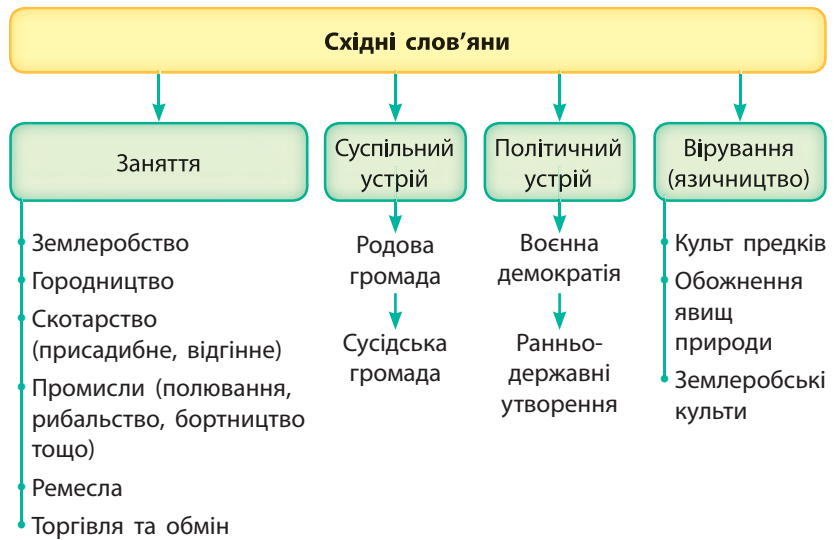 Східні слов’яни
Заняття
Землеробство
Городництво
Скотарство
(присадибне, відгінне)
Промисли (полювання,
рибальство, бортництво
тощо)
Ремесла
Торгівля та обмін
Суспільний
устрій
Родова
громада
Сусідська
громада
Політичний
устрій
Воєнна
демократія
Ранньо-
державні
утворення
Вірування
(язичництво)
Культ предків
Обожнення
явищ
природи
Землеробські
культи